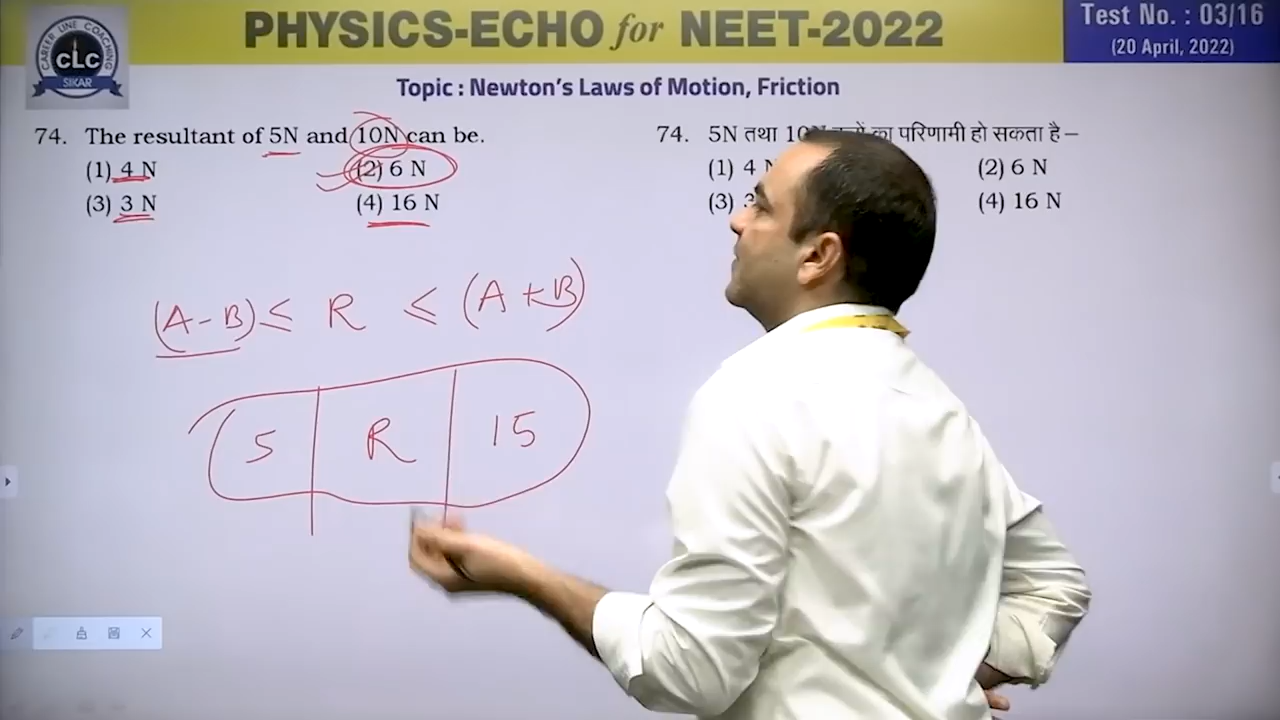 PHYSICS-ECHO for NEET-2022
Test No. : 03/16
(20 April, 2022)
CAREER LINE COACHING
CLC
SIKAR
Topic : Newton's Laws of Motion, Friction
74. The resultant of 5N and 10N can be.
(1) 4 N (2) 6 N
(3) 3 N (4) 16 N
74. 5N तथा 10N का परिणामी हो सकता है –
(1) 4 N (2) 6 N
(3) 3 (4) 16 N
(A - B) ≤ R ≤ (A + B)
5 R 15